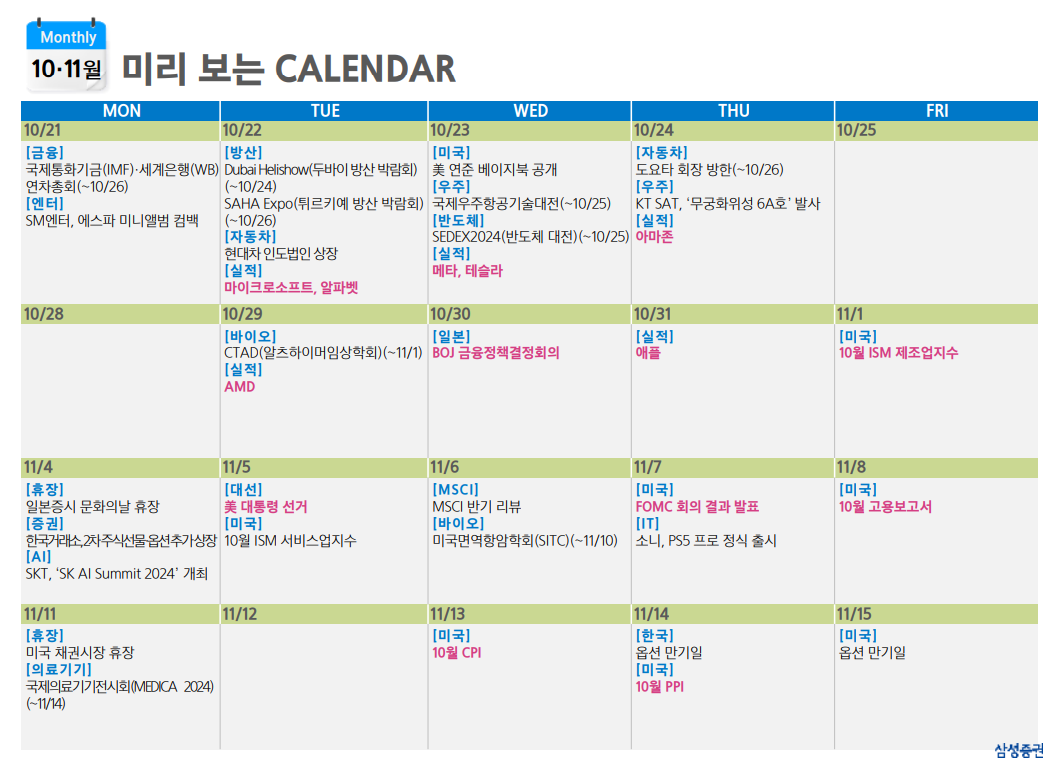 Monthly
10·11월
미리 보는 CALENDAR
MON
TUE
WED
THU
FRI
10/21
[금융]
국제통화기금(IMF)·세계은행(WB)
연차총회(~10/26)
[엔터]
SM엔터, 에스파 미니앨범 컴백
10/22
[방산]
Dubai Helishow(두바이 방산 박람회)
(~10/24)
SAHA Expo(튀르키예 방산 박람회)
(~10/26)
[자동차]
현대차 인도법인 상장
[실적]
마이크로소프트, 알파벳
10/23
[미국]
美 연준 베이지북 공개
[우주]
국제우주항공기술대전(~10/25)
[반도체]
SEDEX2024(반도체 대전)(~10/25)
[실적]
메타, 테슬라
10/24
[자동차]
도요타 회장 방한(~10/26)
[우주]
KT SAT, ‘무궁화위성 6A호’ 발사
[실적]
아마존
10/25
10/28
10/29
[바이오]
CTAD(알츠하이머임상학회)(~11/1)
[실적]
AMD
10/30
[일본]
BOJ 금융정책결정회의
10/31
[실적]
애플
11/1
[미국]
10월 ISM 제조업지수
11/4
[휴장]
일본증시 문화의날 휴장
[증권]
한국거래소, 2차 주식선물·옵션 추가상장
[AI]
SKT, ‘SK AI Summit 2024’ 개최
11/5
[대선]
美 대통령 선거
[미국]
10월 ISM 서비스업지수
11/6
[MSCI]
MSCI 반기 리뷰
[바이오]
미국면역항암학회(SITC)(~11/10)
11/7
[미국]
FOMC 회의 결과 발표
[IT]
소니, PS5 프로 정식 출시
11/8
[미국]
10월 고용보고서
11/11
[휴장]
미국 채권시장 휴장
[의료기기]
국제의료기기전시회(MEDICA 2024)
(~11/14)
11/12
11/13
[미국]
10월 CPI
11/14
[한국]
옵션 만기일
[미국]
10월 PPI
11/15
[미국]
옵션 만기일
삼성증권